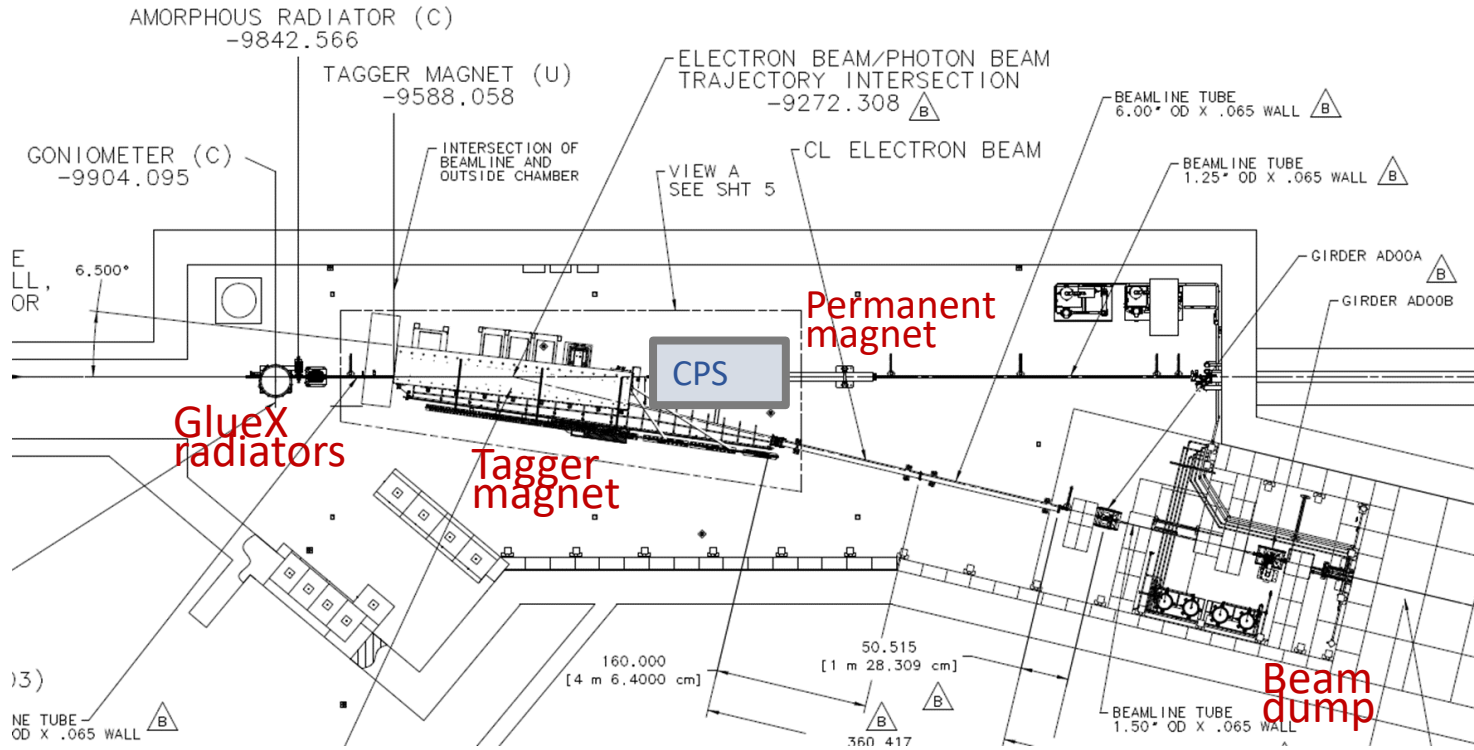 AMORPHOUS RADIATOR (C)
-9842.566
TAGGER MAGNET (U)
-9588.058
ELECTRON BEAM/PHOTON BEAM
TRAJECTORY INTERSECTION
-9272.308 B
BEAMLINE TUBE
6.00" OD X .065 WALL B
GONIOMETER (C)
-9904.095
INTERSECTION OF
BEAMLINE AND
OUTSIDE CHAMBER
VIEW A
SEE SHT 5
CL ELECTRON BEAM
BEAMLINE TUBE
1.25" OD X .065 WALL B
E
LL,
OR
6.500°
GIRDER AD00A
B
GIRDER AD00B
Permanent
magnet
CPS
GlueX
radiators
Tagger
magnet
160.000
[4 m 6.4000 cm]
50.515
[1 m 28.309 cm]
B
B
360.417
Beam
dump
03)
NE TUBE
OD X .065 WALL B
BEAMLINE TUBE B
1.50" OD X .065 WALL